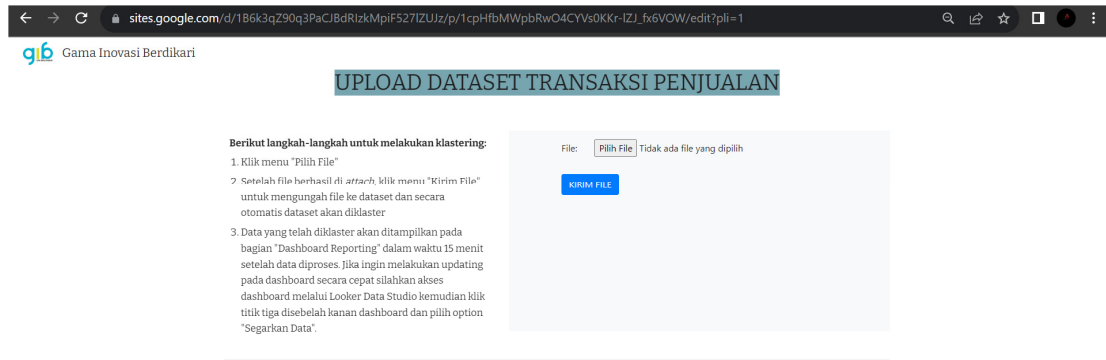 sites.google.com/d/1B6k3qZ90q3PaCJBdRIzkMpiF527lZUJz/p/1cpHfbMWpbRwO4CYVs0KKr-lZJ_fx6VOW/edit?pli=1
gib Gama Inovasi Berdikari
UPLOAD DATASET TRANSAKSI PENJUALAN
Berikut langkah-langkah untuk melakukan klastering:
1. Klik menu "Pilih File"
2. Setelah file berhasil di attach, klik menu "Kirim File"
untuk mengungah file ke dataset dan secara
otomatis dataset akan diklaster
3. Data yang telah diklaster akan ditampilkan pada
bagian "Dashboard Reporting" dalam waktu 15 menit
setelah data diproses. Jika ingin melakukan updating
pada dashboard secara cepat silahkan akses
dashboard melalui Looker Data Studio kemudian klik
titik tiga disebelah kanan dashboard dan pilih option
"Segarkan Data".
File: Pilih File Tidak ada file yang dipilih
KIRIM FILE